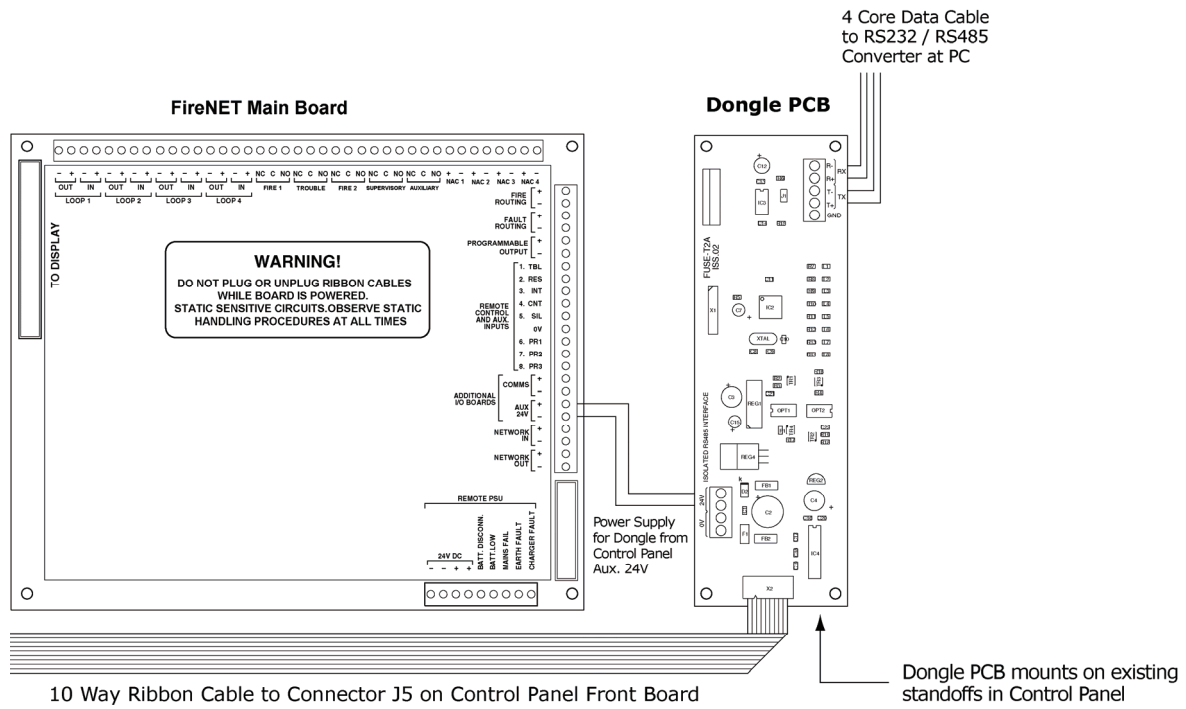 4 Core Data Cable
to RS232 / RS485
Converter at PC
FireNET Main Board
Dongle PCB
- + - + - + - + - + - + - + - + NC C NO NC C NO NC C NO NC C NO NC C NO + - + - + - + -
OUT IN OUT IN OUT IN OUT IN FIRE 1 TROUBLE FIRE 2 SUPERVISORY AUXILIARY NAC 1 NAC 2 NAC 3 NAC 4
LOOP 1 LOOP 2 LOOP 3 LOOP 4
TO DISPLAY
WARNING!
DO NOT PLUG OR UNPLUG RIBBON CABLES
WHILE BOARD IS POWERED.
STATIC SENSITIVE CIRCUITS.OBSERVE STATIC
HANDLING PROCEDURES AT ALL TIMES
FIRE
ROUTING
+
-
FAULT
ROUTING
+
-
PROGRAMMABLE
OUTPUT
+
-
REMOTE
CONTROL
AND AUX.
INPUTS
1. TBL
2. RES
3. INT
4. CNT
5. SIL
0V
6. PR1
7. PR2
8. PR3
ADDITIONAL
I/O BOARDS
COMMS
+
-
AUX
24V
+
-
NETWORK
IN
+
-
NETWORK
OUT
+
-
REMOTE PSU
24V DC
- - + +
BATT. DISCONN.
BATT.LOW
MAINS FAIL
EARTH FAULT
CHARGER FAULT
R-
R+
T-
T+
GND
RX
TX
C12
IC3
J1
FUSE-T2A
ISS.02
X1
C7
+
IC2
XTAL
C3
REG1
C15
OPT1
OPT2
REG4
ISOLATED RS485 INTERFACE
24V
0V
k
D2
FB1
C2
F1
FB2
REG2
C4
IC4
X2
Power Supply
for Dongle from
Control Panel
Aux. 24V
10 Way Ribbon Cable to Connector J5 on Control Panel Front Board
Dongle PCB mounts on existing
standoffs in Control Panel